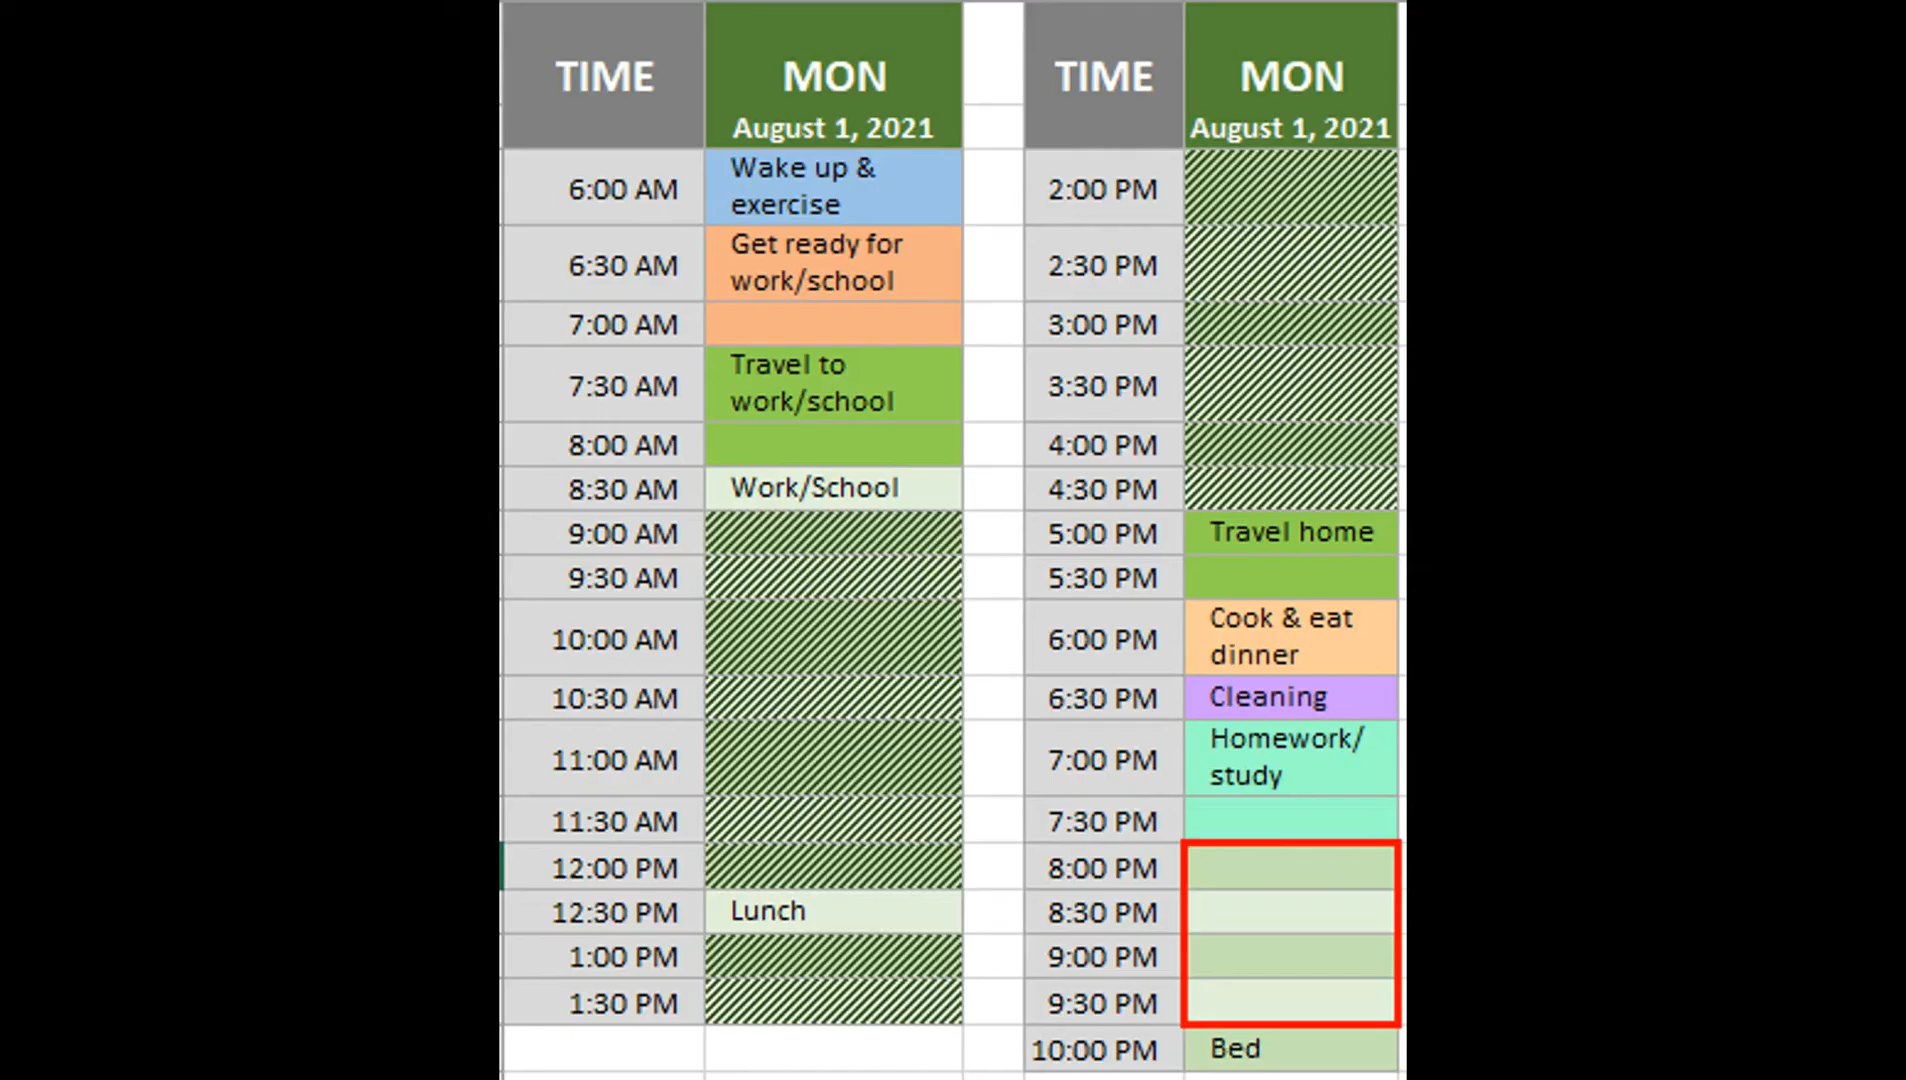 TIME MON
August 1, 2021
6:00 AM Wake up &
exercise
6:30 AM Get ready for
work/school
7:00 AM
7:30 AM Travel to
work/school
8:00 AM
8:30 AM Work/School
9:00 AM
9:30 AM
10:00 AM
10:30 AM
11:00 AM
11:30 AM
12:00 PM
12:30 PM Lunch
1:00 PM
1:30 PM
TIME MON
August 1, 2021
2:00 PM
2:30 PM
3:00 PM
3:30 PM
4:00 PM
4:30 PM
5:00 PM Travel home
5:30 PM
6:00 PM Cook & eat
dinner
6:30 PM Cleaning
7:00 PM Homework/
study
7:30 PM
8:00 PM
8:30 PM
9:00 PM
9:30 PM
10:00 PM Bed